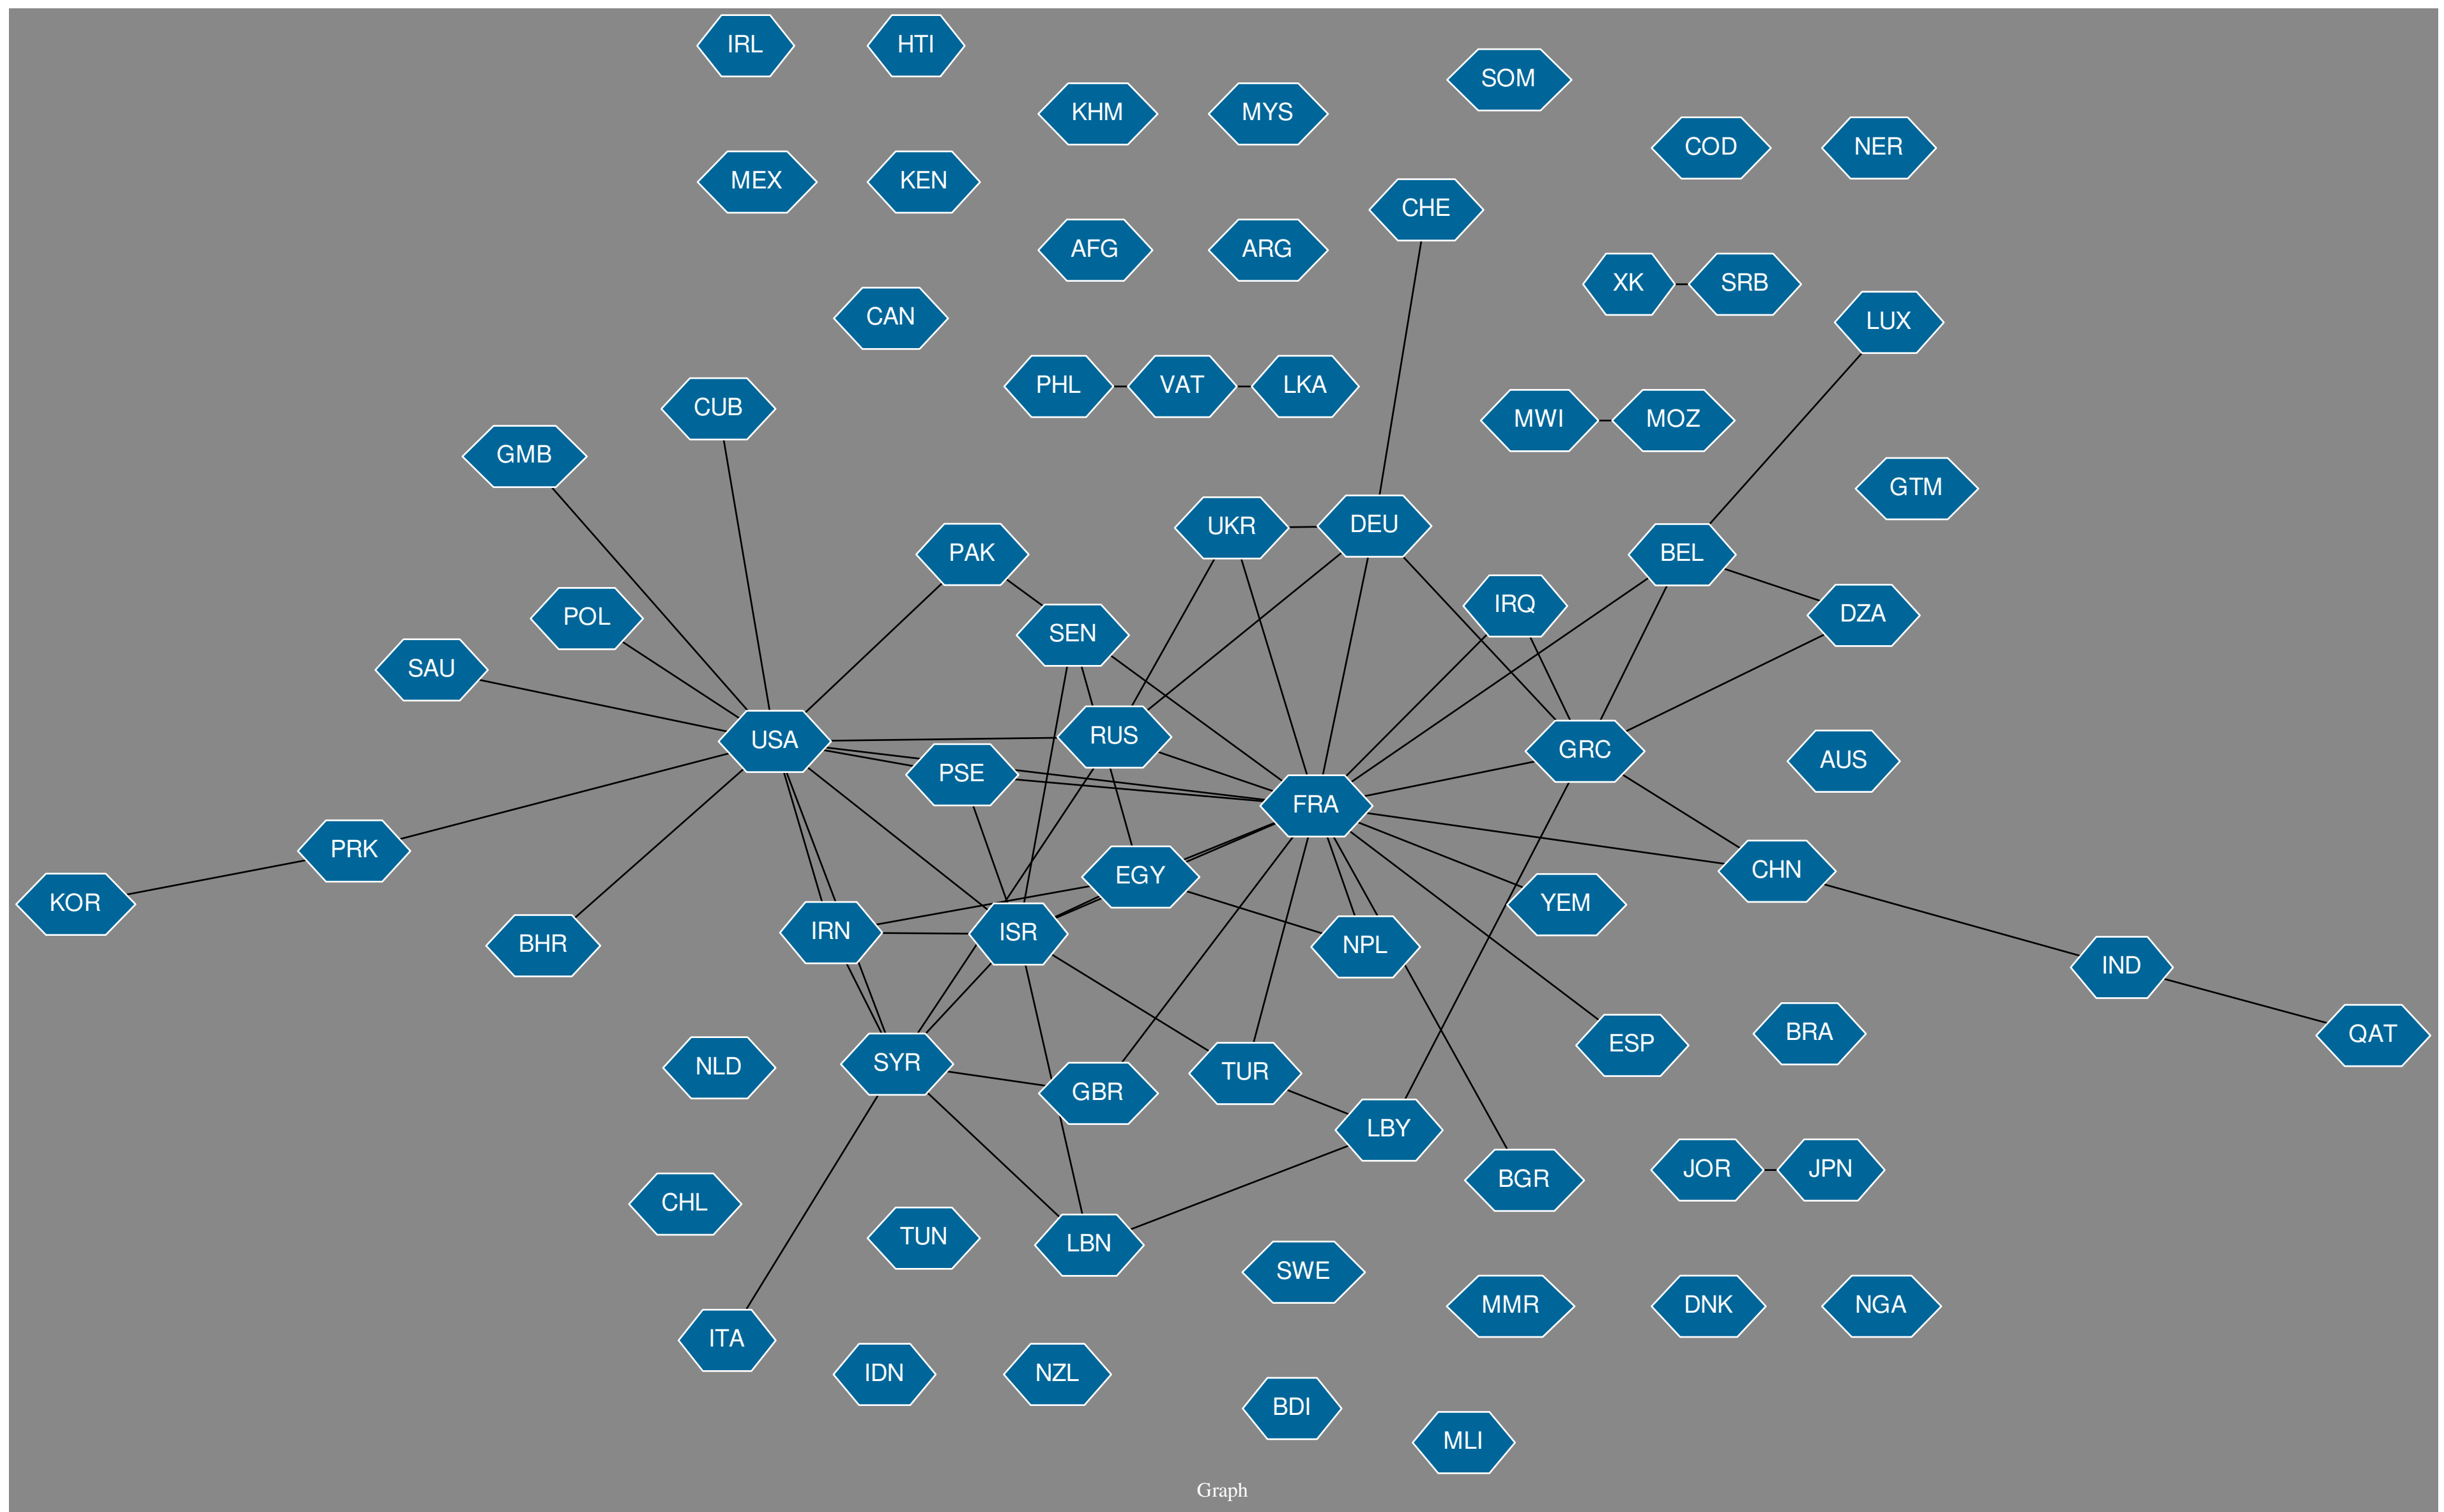 IRL
HTI
SOM
KHM
MYS
COD
NER
MEX
KEN
CHE
AFG
ARG
XK
SRB
CAN
LUX
PHL
VAT
LKA
CUB
MWI
MOZ
GMB
GTM
UKR
DEU
PAK
BEL
IRQ
DZA
POL
SEN
SAU
USA
RUS
GRC
AUS
PSE
FRA
PRK
CHN
EGY
KOR
YEM
IRN
ISR
BHR
NPL
IND
BRA
QAT
ESP
NLD
SYR
TUR
GBR
LBY
JOR
JPN
BGR
CHL
TUN
LBN
SWE
MMR
DNK
NGA
ITA
IDN
NZL
BDI
MLI
Graph